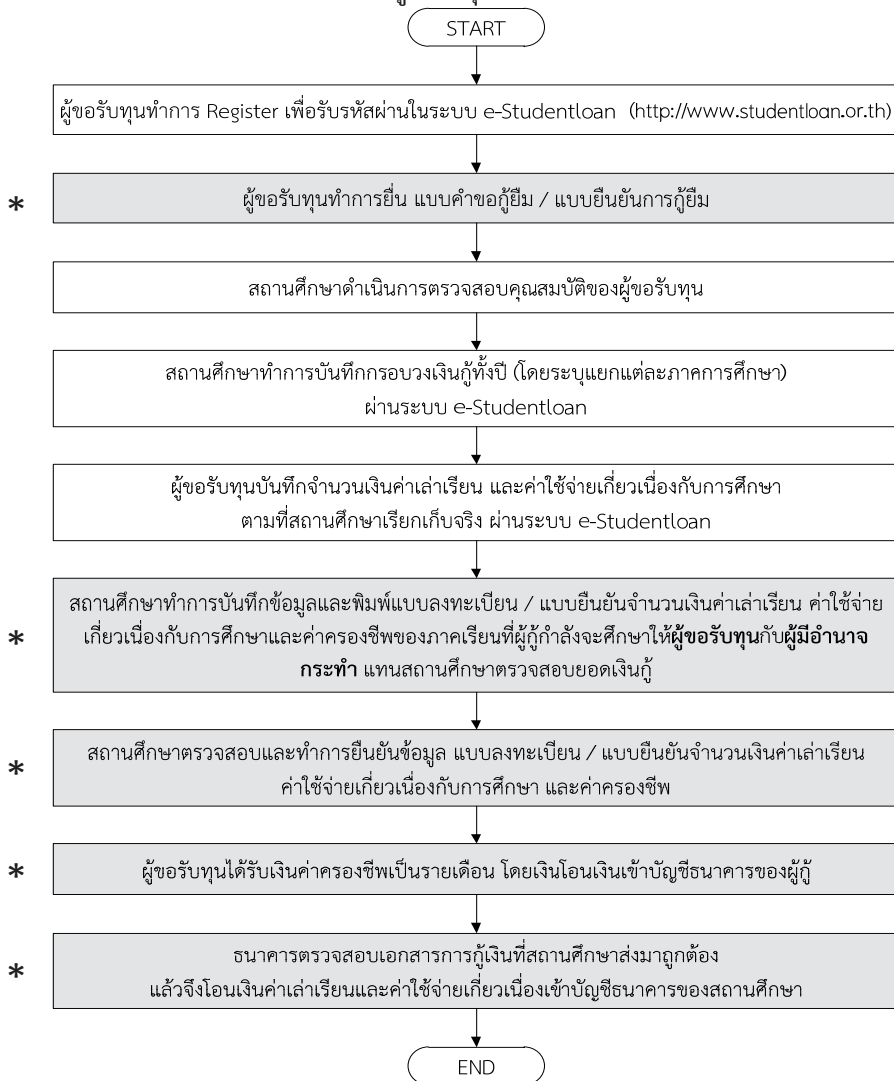 START
ผู้ขอรับทุนทำการ Register เพื่อรับรหัสผ่านในระบบ e-Studentloan (http://www.studentloan.or.th)
* ผู้ขอรับทุนทำการยื่น แบบคำขอกู้ยืม / แบบยืนยันการกู้ยืม
สถานศึกษาดำเนินการตรวจสอบคุณสมบัติของผู้ขอรับทุน
สถานศึกษาทำการบันทึกกรอบวงเงินกู้ทั้งปี (โดยระบุแยกแต่ละภาคการศึกษา)
ผ่านระบบ e-Studentloan
ผู้ขอรับทุนบันทึกจำนวนเงินค่าเล่าเรียน และค่าใช้จ่ายเกี่ยวเนื่องกับการศึกษา
ตามที่สถานศึกษาเรียกเก็บจริง ผ่านระบบ e-Studentloan
สถานศึกษาทำการบันทึกข้อมูลและพิมพ์แบบลงทะเบียน / แบบยืนยันจำนวนเงินค่าเล่าเรียน ค่าใช้จ่าย
* เกี่ยวเนื่องกับการศึกษาและค่าครองชีพของภาคเรียนที่ผู้กู้กำลังจะศึกษาให้ผู้ขอรับทุนกับผู้มีอำนาจ
กระทำ แทนสถานศึกษาตรวจสอบยอดเงินกู้
* สถานศึกษาตรวจสอบและทำการยืนยันข้อมูล แบบลงทะเบียน / แบบยืนยันจำนวนเงินค่าเล่าเรียน
ค่าใช้จ่ายเกี่ยวเนื่องกับการศึกษา และค่าครองชีพ
* ผู้ขอรับทุนได้รับเงินค่าครองชีพเป็นรายเดือน โดยเงินโอนเงินเข้าบัญชีธนาคารของผู้กู้
* ธนาคารตรวจสอบเอกสารการกู้เงินที่สถานศึกษาส่งมาถูกต้อง
แล้วจึงโอนเงินค่าเล่าเรียนและค่าใช้จ่ายเกี่ยวเนื่องเข้าบัญชีธนาคารของสถานศึกษา
END